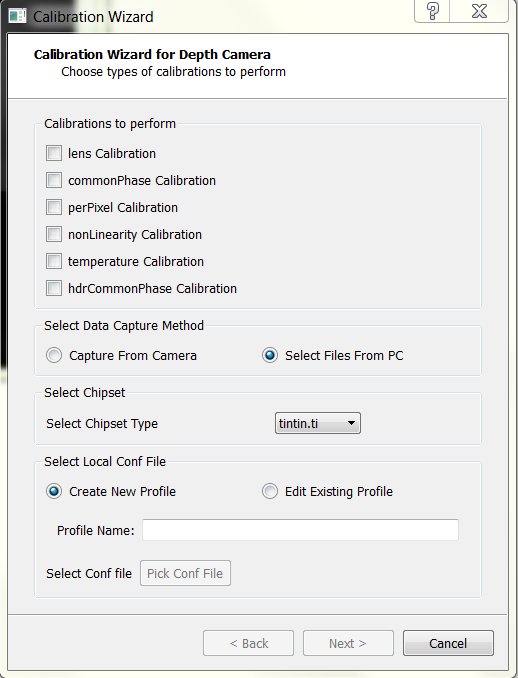 Calibration Wizard
Calibration Wizard for Depth Camera
Choose types of calibrations to perform
Calibrations to perform
lens Calibration
commonPhase Calibration
perPixel Calibration
nonLinearity Calibration
temperature Calibration
hdrCommonPhase Calibration
Select Data Capture Method
Capture From Camera Select Files From PC
Select Chipset
Select Chipset Type tintin.ti
Select Local Conf File
Create New Profile Edit Existing Profile
Profile Name:
Select Conf file Pick Conf File
< Back Next > Cancel